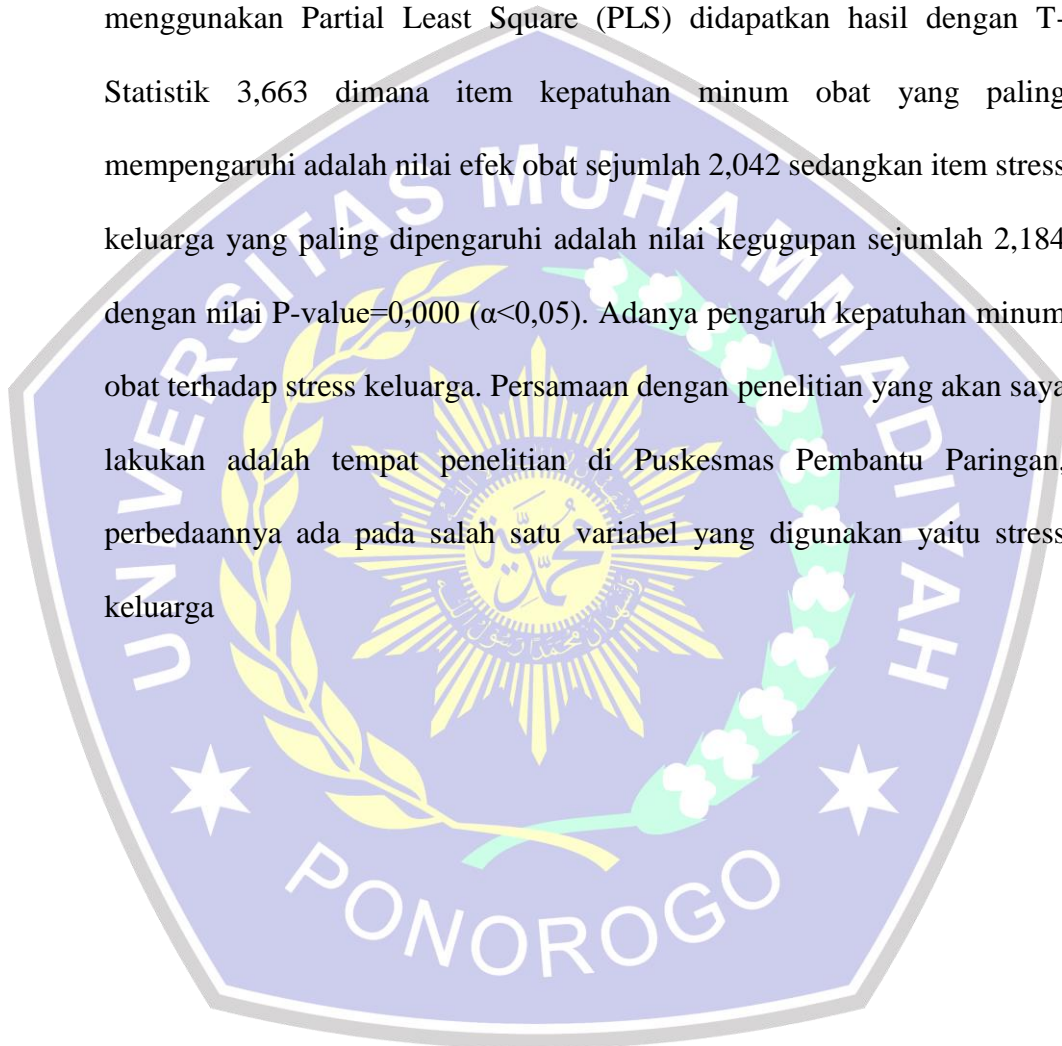 menggunakan Partial Least Square (PLS) didapatkan hasil dengan T-
Statistik 3,663 dimana item kepatuhan minum obat yang paling
mempengaruhi adalah nilai efek obat sejumlah 2,042 sedangkan item stress
keluarga yang paling dipengaruhi adalah nilai kegugupan sejumlah 2,184
dengan nilai P-value=0,000 (α<0,05). Adanya pengaruh kepatuhan minum
obat terhadap stress keluarga. Persamaan dengan penelitian yang akan saya
lakukan adalah tempat penelitian di Puskesmas Pembantu Paringan,
perbedaannya ada pada salah satu variabel yang digunakan yaitu stress
keluarga
UNIVERSITAS MUHAMMADIYAH
PONOROGO
محمدية